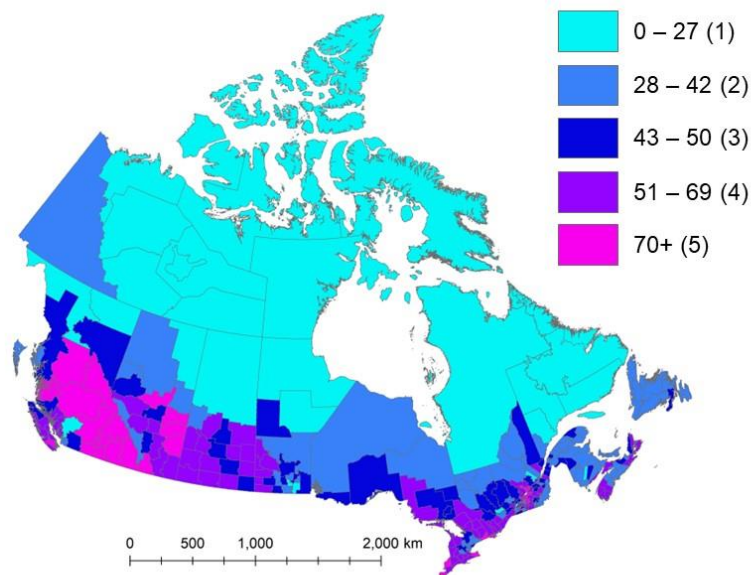 0 – 27 (1)
28 – 42 (2)
43 – 50 (3)
51 – 69 (4)
70+ (5)
0 500 1,000 2,000 km